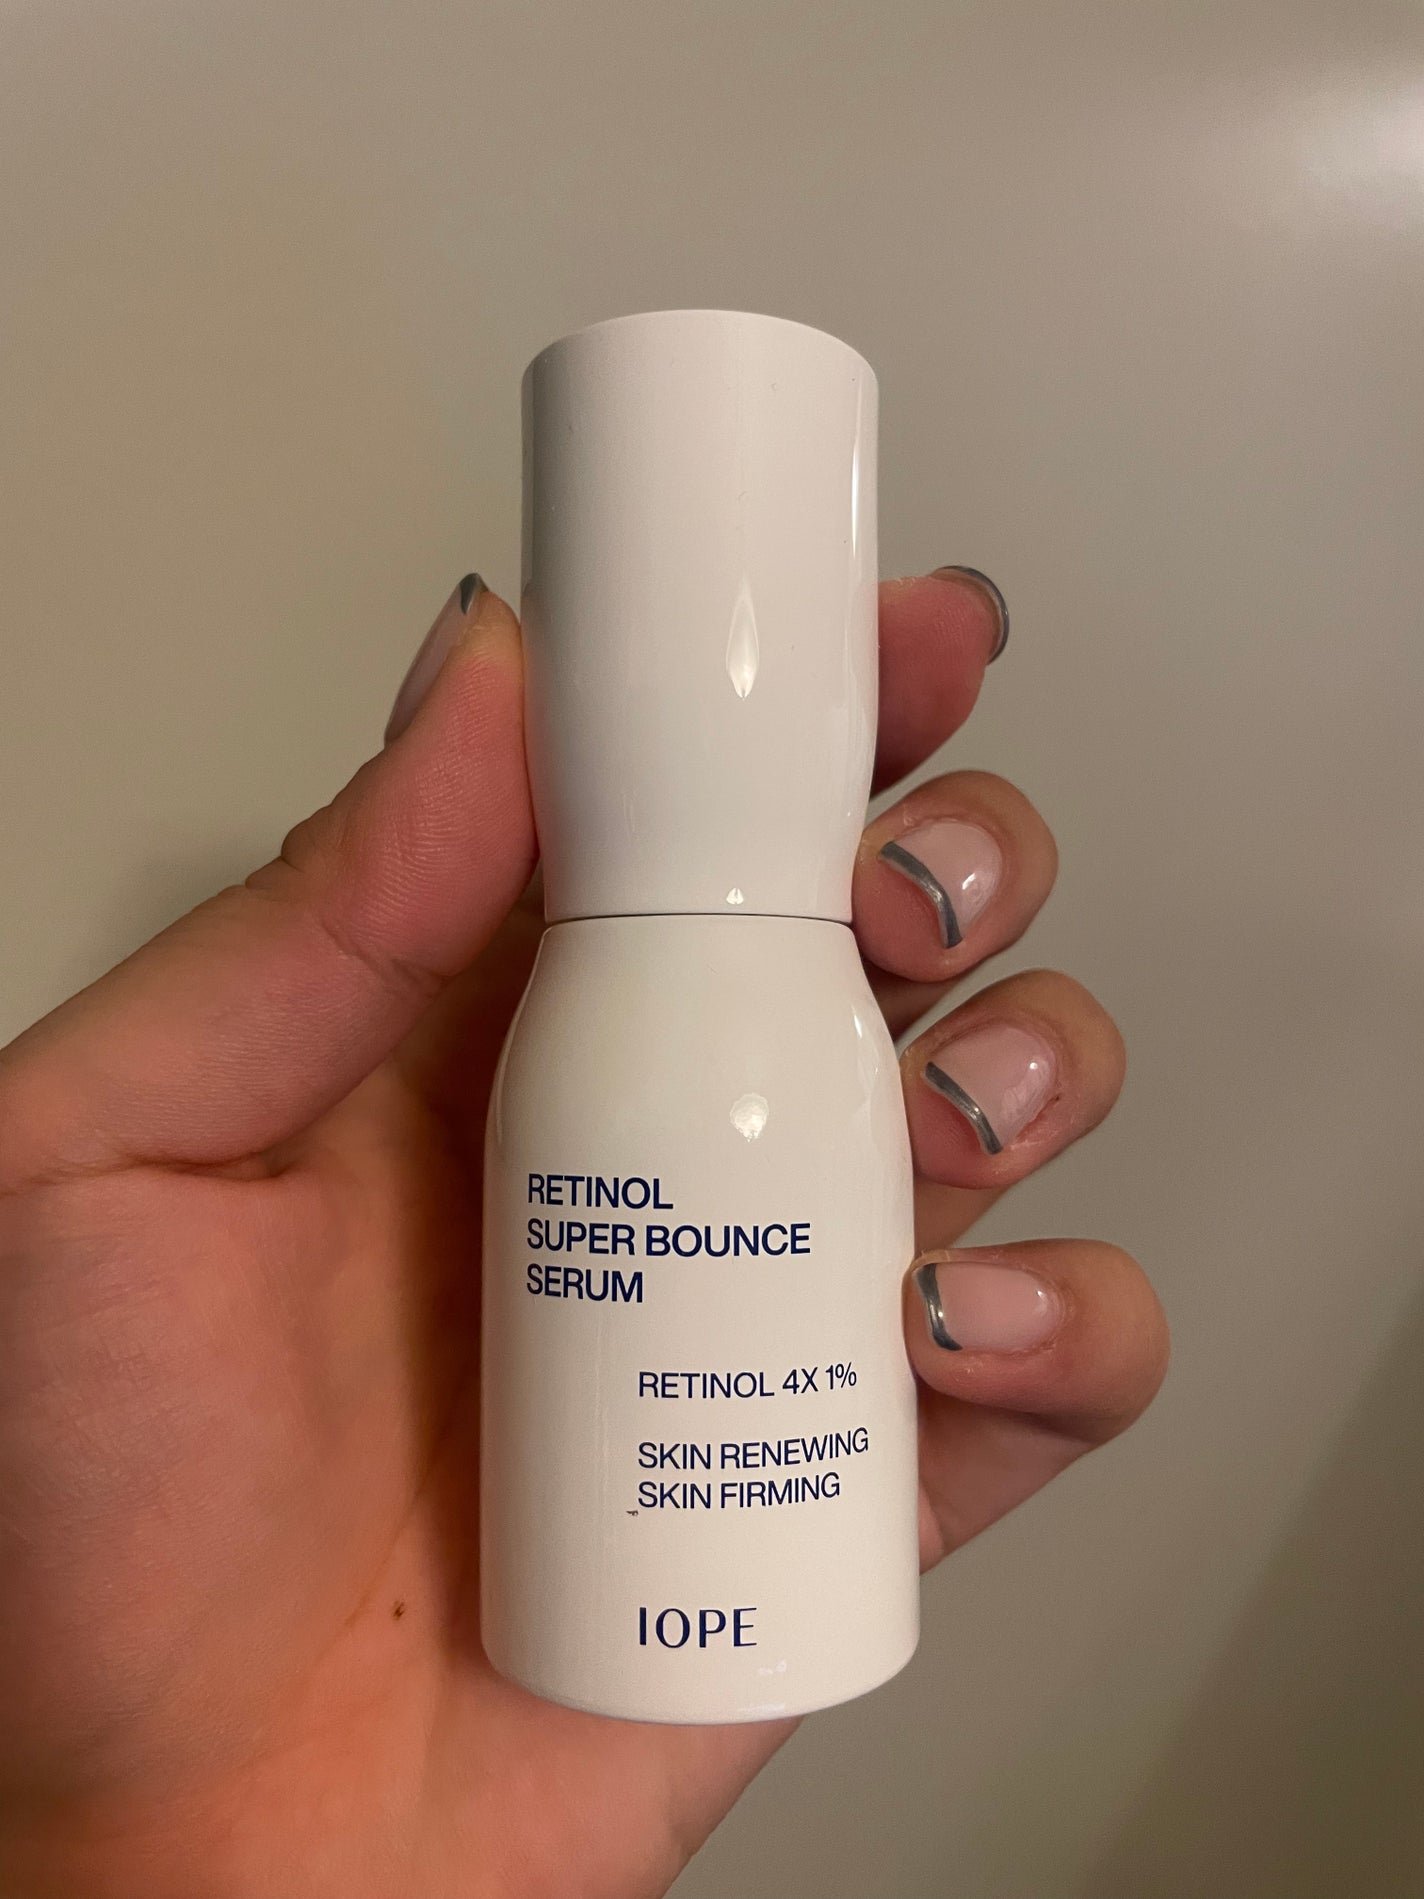 RETINOL
SUPER BOUNCE
SERUM
RETINOL 4X 1%
SKIN RENEWING
SKIN FIRMING
IOPE